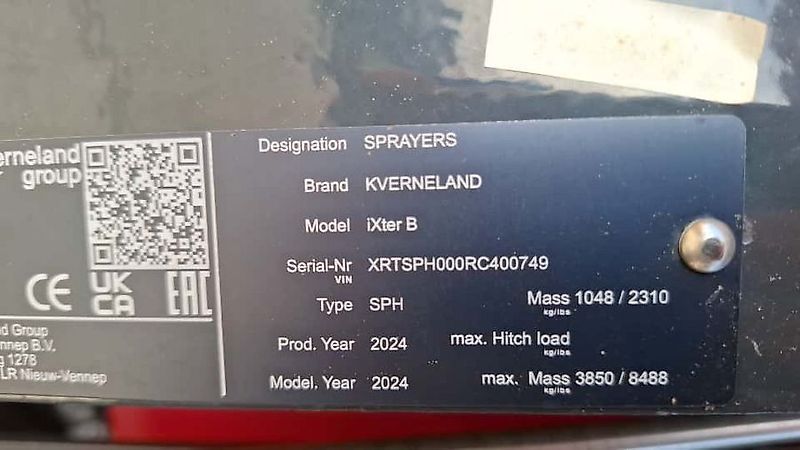 group
UK
CA
CE
EAC
Group
B.V.
1278
LR Nieuw-Vennep
Designation SPRAYERS
Brand KVERNELAND
Model iXter B
Serial-Nr XRTSPH000RC400749
VIN
Type SPH Mass 1048 / 2310
kg/lbs
Prod. Year 2024 max. Hitch load
kg/lbs
Model. Year 2024 max. Mass 3850 / 8488
kg/lbs